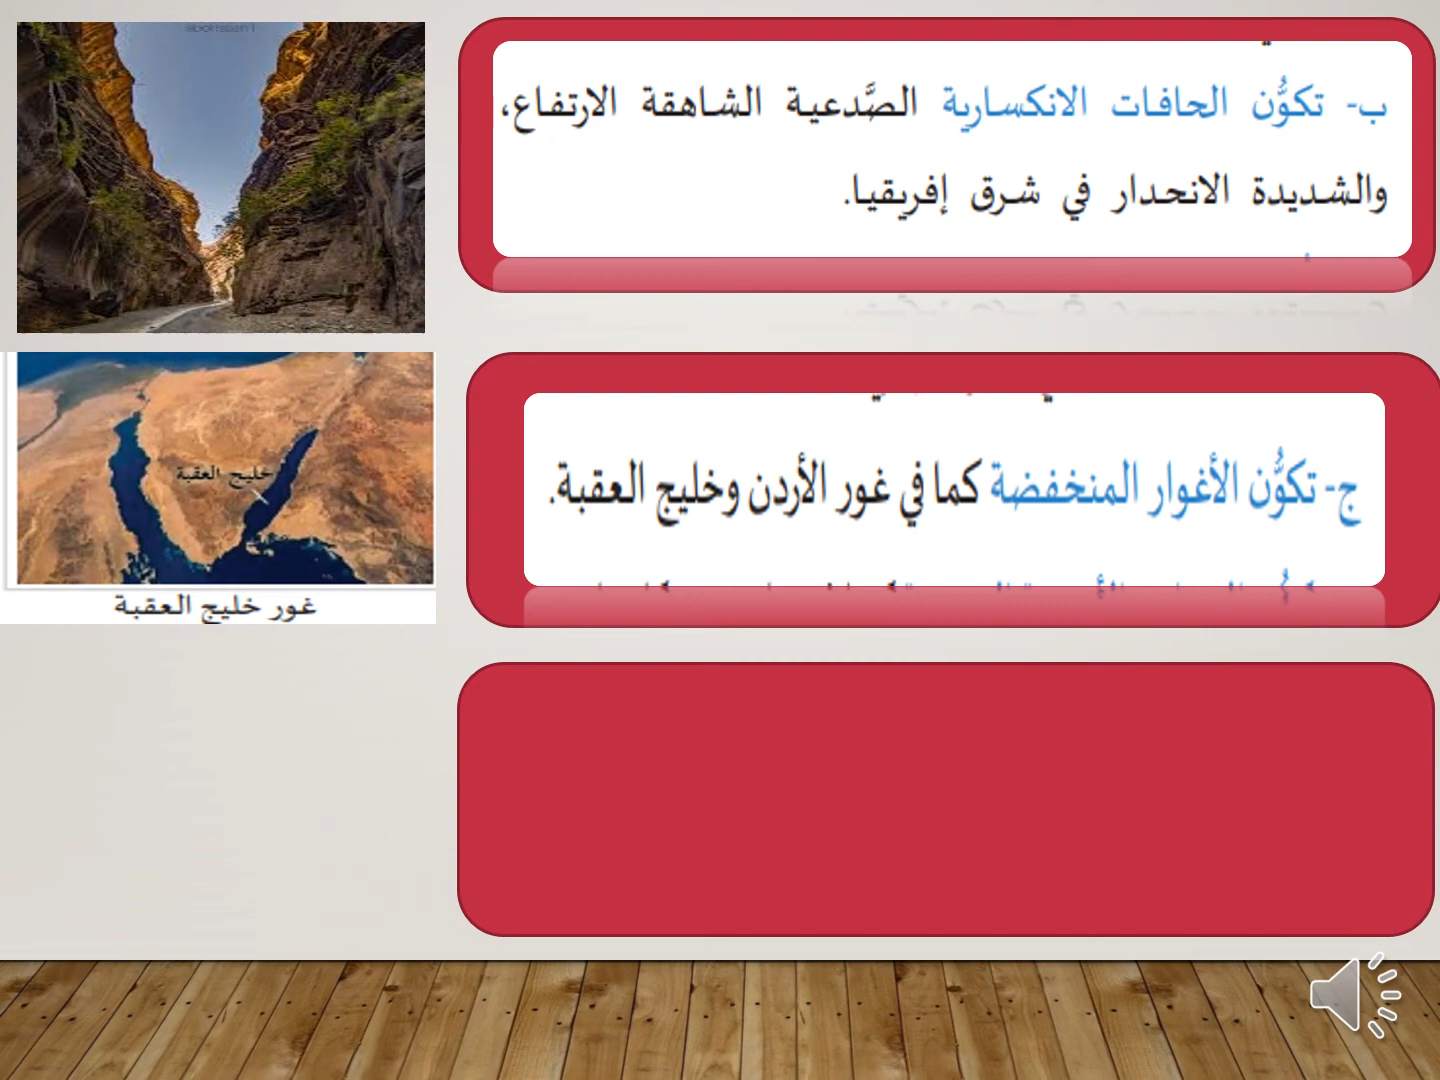 ب- تكوُّن الحافات الانكسارية الصَّدعية الشاهقة الارتفاع،
والشديدة الانحدار في شرق إفريقيا.
ج- تكوُّن الأغوار المنخفضة كما في غور الأردن وخليج العقبة.
خليج العقبة
غور خليج العقبة